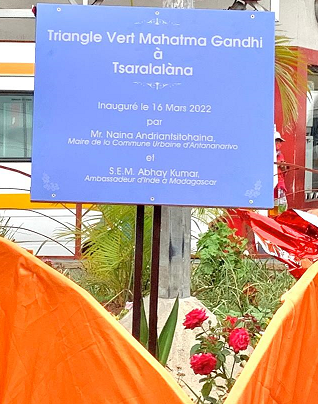 Triangle Vert Mahatma Gandhi
à
Tsaralalàna
Inauguré le 16 Mars 2022
par
Mr. Naina Andriantsitohaina,
Maire de la Commune Urbaine d'Antananarivo
et
S.E.M. Abhay Kumar,
Ambassadeur d'Inde à Madagascar